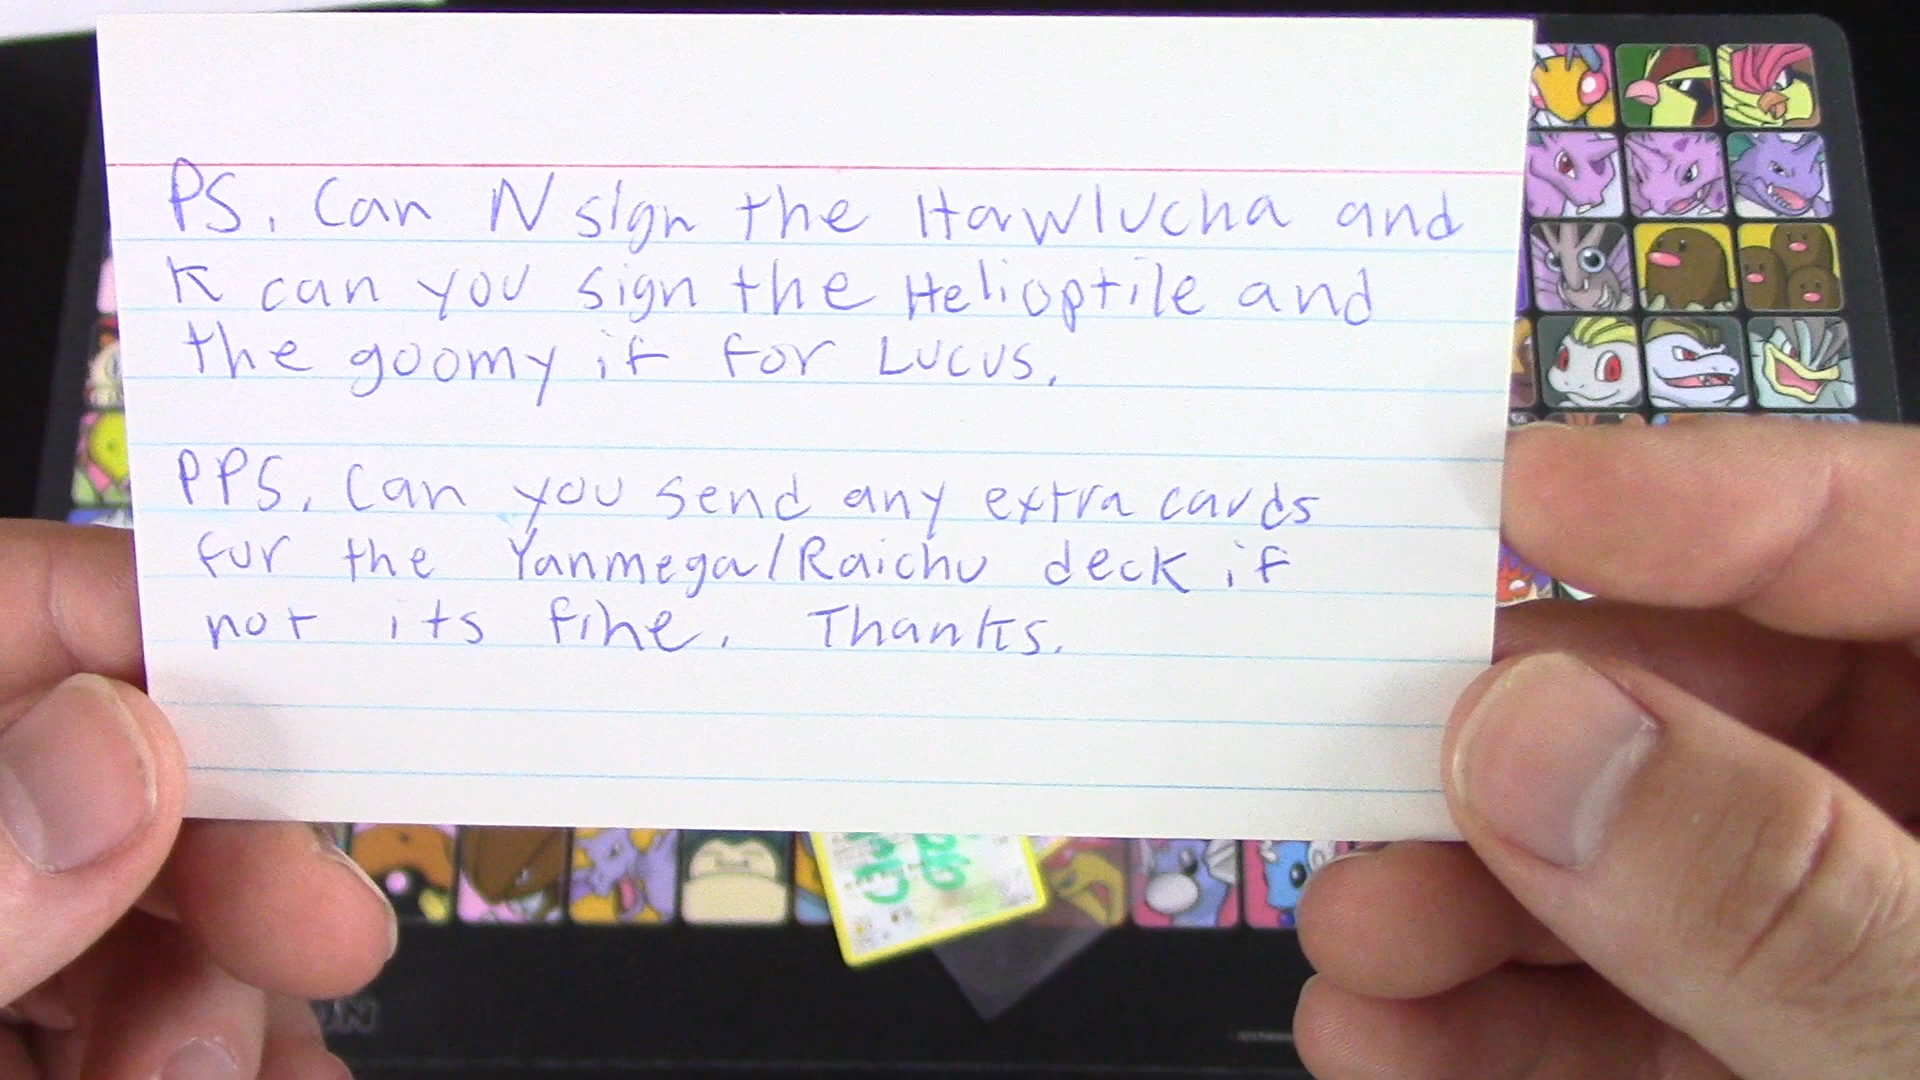 PS. Can N sign the Hawlucha and
K can you sign the Helioptile and
the goomy if for Lucus.
PPS. Can you send any extra cards
fur the Yanmega/Raichu deck if
not its fine. Thanks.